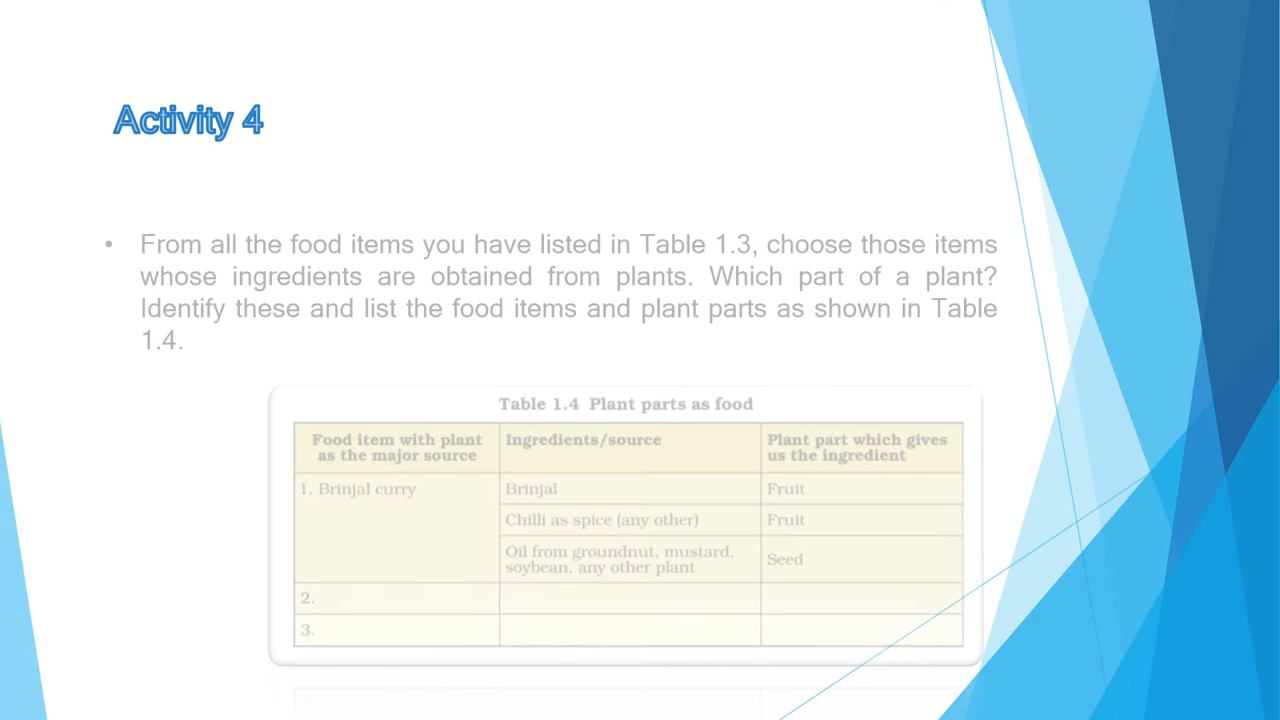 Activity 4
• From all the food items you have listed in Table 1.3, choose those items
whose ingredients are obtained from plants. Which part of a plant?
Identify these and list the food items and plant parts as shown in Table
1.4.
Table 1.4 Plant parts as food
Food item with plant as the major source | Ingredients/source | Plant part which gives us the ingredient
1. Brinjal curry | Brinjal | Fruit
Chilli as spice (any other) | Fruit
Oil from groundnut, mustard, soybean, any other plant | Seed
2.
3.